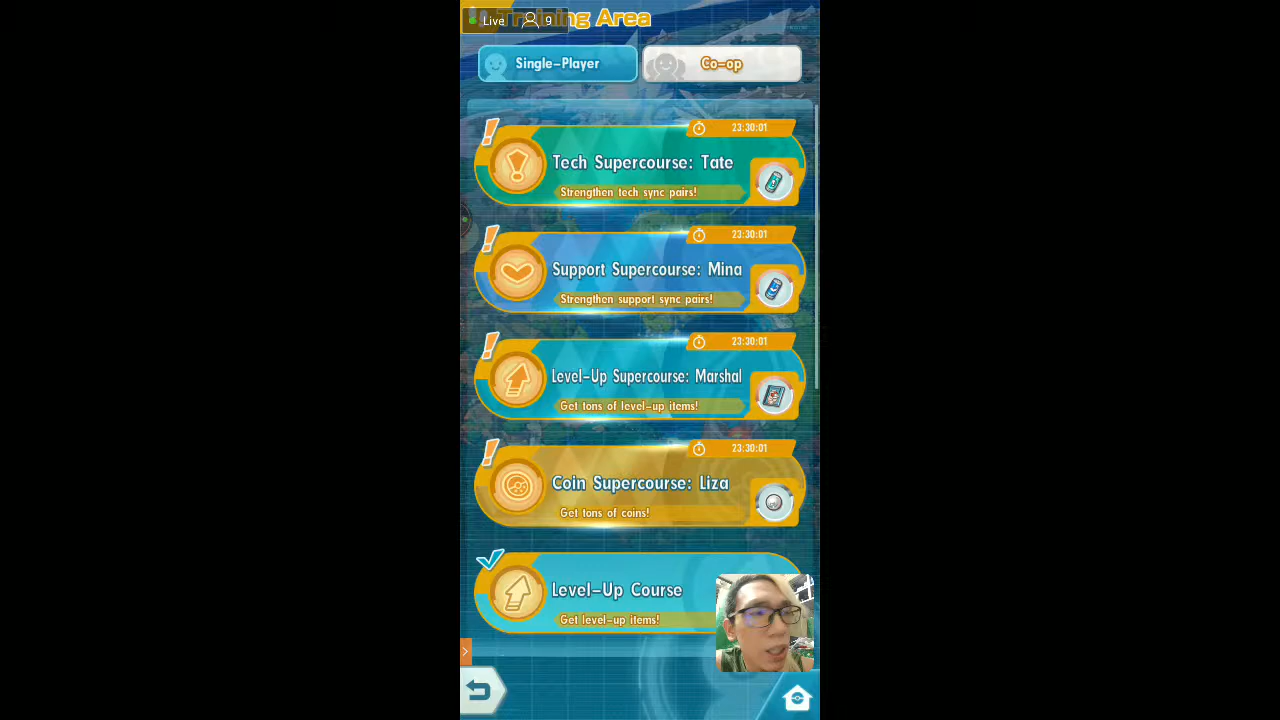 Live
9
Training Area
Single-Player
Co-op
23:30:01
Tech Supercourse: Tate
Strengthen tech sync pairs!
23:30:01
Support Supercourse: Mina
Strengthen support sync pairs!
23:30:01
Level-Up Supercourse: Marshal
Get tons of level-up items!
23:30:01
Coin Supercourse: Liza
Get tons of coins!
Level-Up Course
Get level-up items!